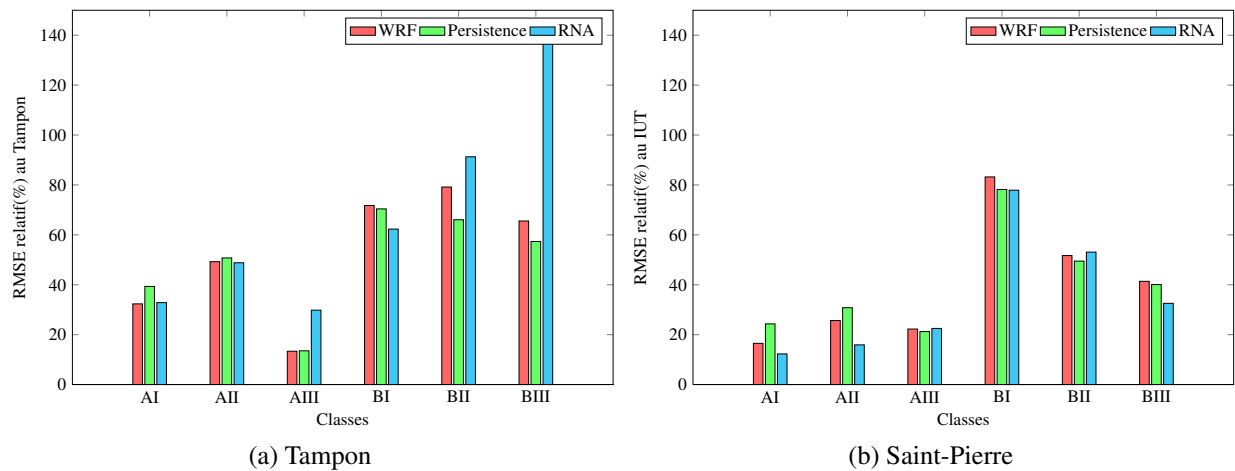 WRF Persistence RNA
RMSE relatif(%) au Tampon
140
120
100
80
60
40
20
0
AI AII AIII BI BII BIII
Classes
(a) Tampon
WRF Persistence RNA
RMSE relatif(%) au IUT
140
120
100
80
60
40
20
0
AI AII AIII BI BII BIII
Classes
(b) Saint-Pierre